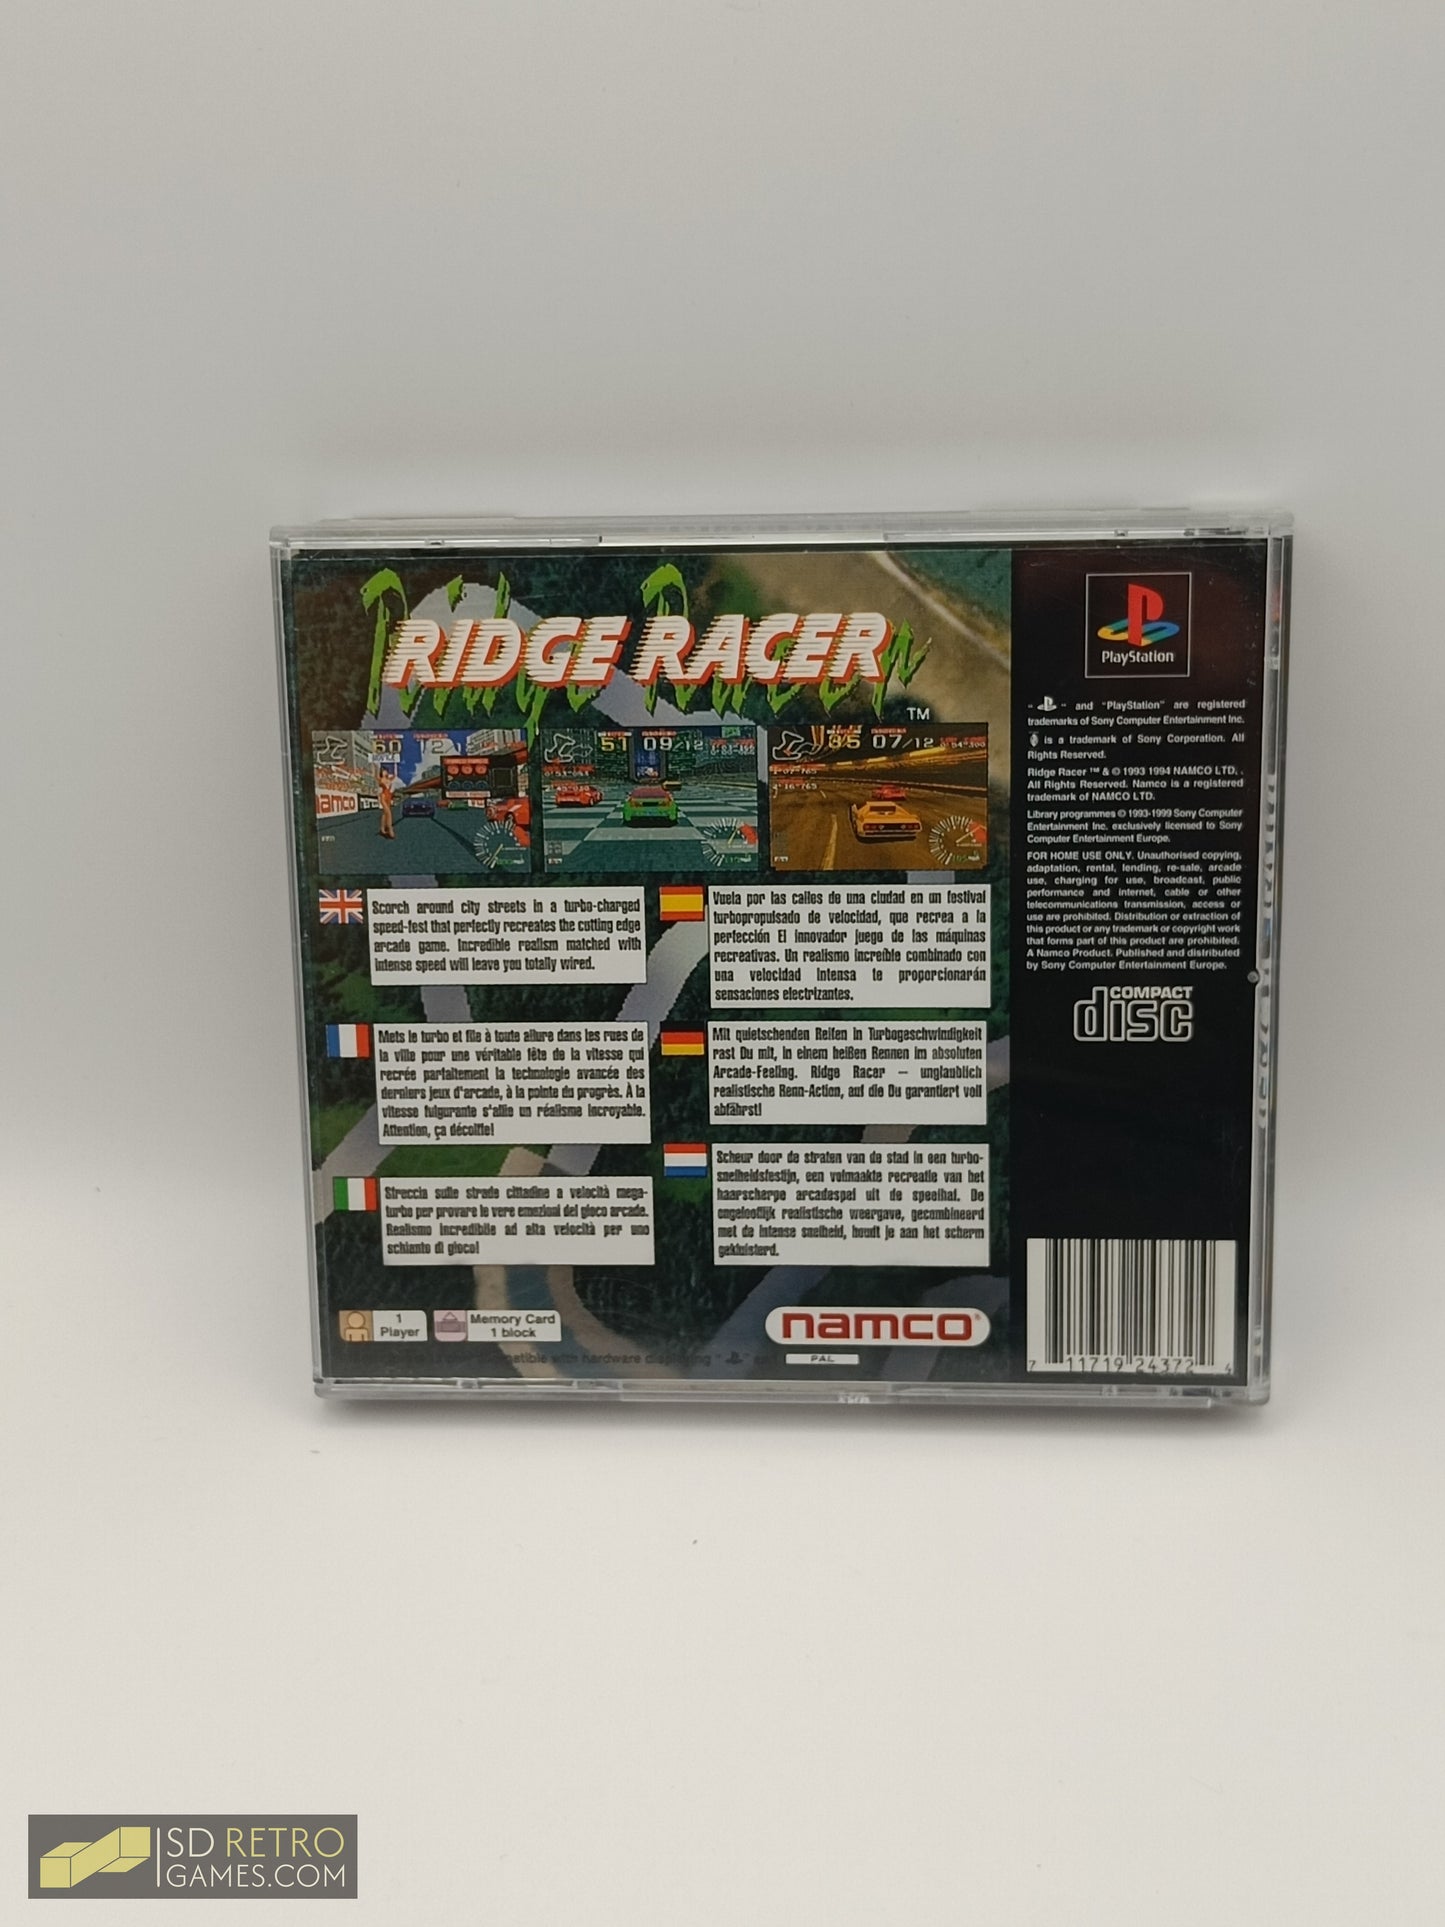 RIDGE RACER
TM
60 12/12
51 09/12
85 07/12
namco
Scorch around city streets in a turbo-charged
speed-fest that perfectly recreates the cutting edge
arcade game. Incredible realism matched with
intense speed will leave you totally wired.
Vuela por las calles de una ciudad en un festival
turbopropulsado de velocidad, que recrea a la
perfección El innovador juego de las máquinas
recreativas. Un realismo increíble combinado con
una velocidad intensa te proporcionarán
sensaciones electrizantes.
Mets le turbo et file à toute allure dans les rues de
la ville pour une véritable fête de la vitesse qui
recrée parfaitement la technologie avancée des
derniers jeux d'arcade, à la pointe du progrès. À la
vitesse fulgurante s'allie un réalisme incroyable.
Attention, ça décoiffe!
Mit quietschenden Reifen in Turbogeschwindigkeit
rast Du mit, in einem heißen Rennen im absoluten
Arcade-Feeling. Ridge Racer – unglaublich
realistische Renn-Action, auf die Du garantiert voll
abfährst!
Streccia sulle strade cittadine a velocità mega-
turbo per provare le vere emozioni del gioco arcade.
Realismo incredibile ad alta velocità per uno
schianto di gioco!
Scheur door de straten van de stad in een turbo-
snelheidsfestijn, een volmaakte recreatie van het
haarscherpe arcadespel uit de speelhal. De
ongelooflijk realistische weergave, gecombineerd
met de intense snelheid, houdt je aan het scherm
gekluisterd.
1
Player
Memory Card
1 block
namco®
compatible with hardware displaying " " and
PAL
PlayStation
" " and "PlayStation" are registered
trademarks of Sony Computer Entertainment Inc.
is a trademark of Sony Corporation. All
Rights Reserved.
Ridge Racer ™ & © 1993 1994 NAMCO LTD.,
All Rights Reserved. Namco is a registered
trademark of NAMCO LTD.
Library programmes © 1993-1999 Sony Computer
Entertainment Inc. exclusively licensed to Sony
Computer Entertainment Europe.
FOR HOME USE ONLY. Unauthorised copying,
adaptation, rental, lending, re-sale, arcade
use, charging for use, broadcast, public
performance and internet, cable or other
telecommunications transmission, access or
use are prohibited. Distribution or extraction of
this product or any trademark or copyright work
that forms part of this product are prohibited.
A Namco Product. Published and distributed
by Sony Computer Entertainment Europe.
COMPACT
disc
7 11719 24372 4
SD RETRO
GAMES.COM